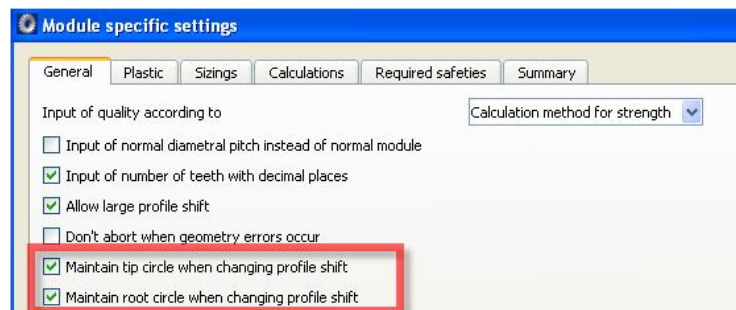 Module specific settings
General Plastic Sizings Calculations Required safeties Summary
Input of quality according to Calculation method for strength
Input of normal diametral pitch instead of normal module
Input of number of teeth with decimal places
Allow large profile shift
Don't abort when geometry errors occur
Maintain tip circle when changing profile shift
Maintain root circle when changing profile shift